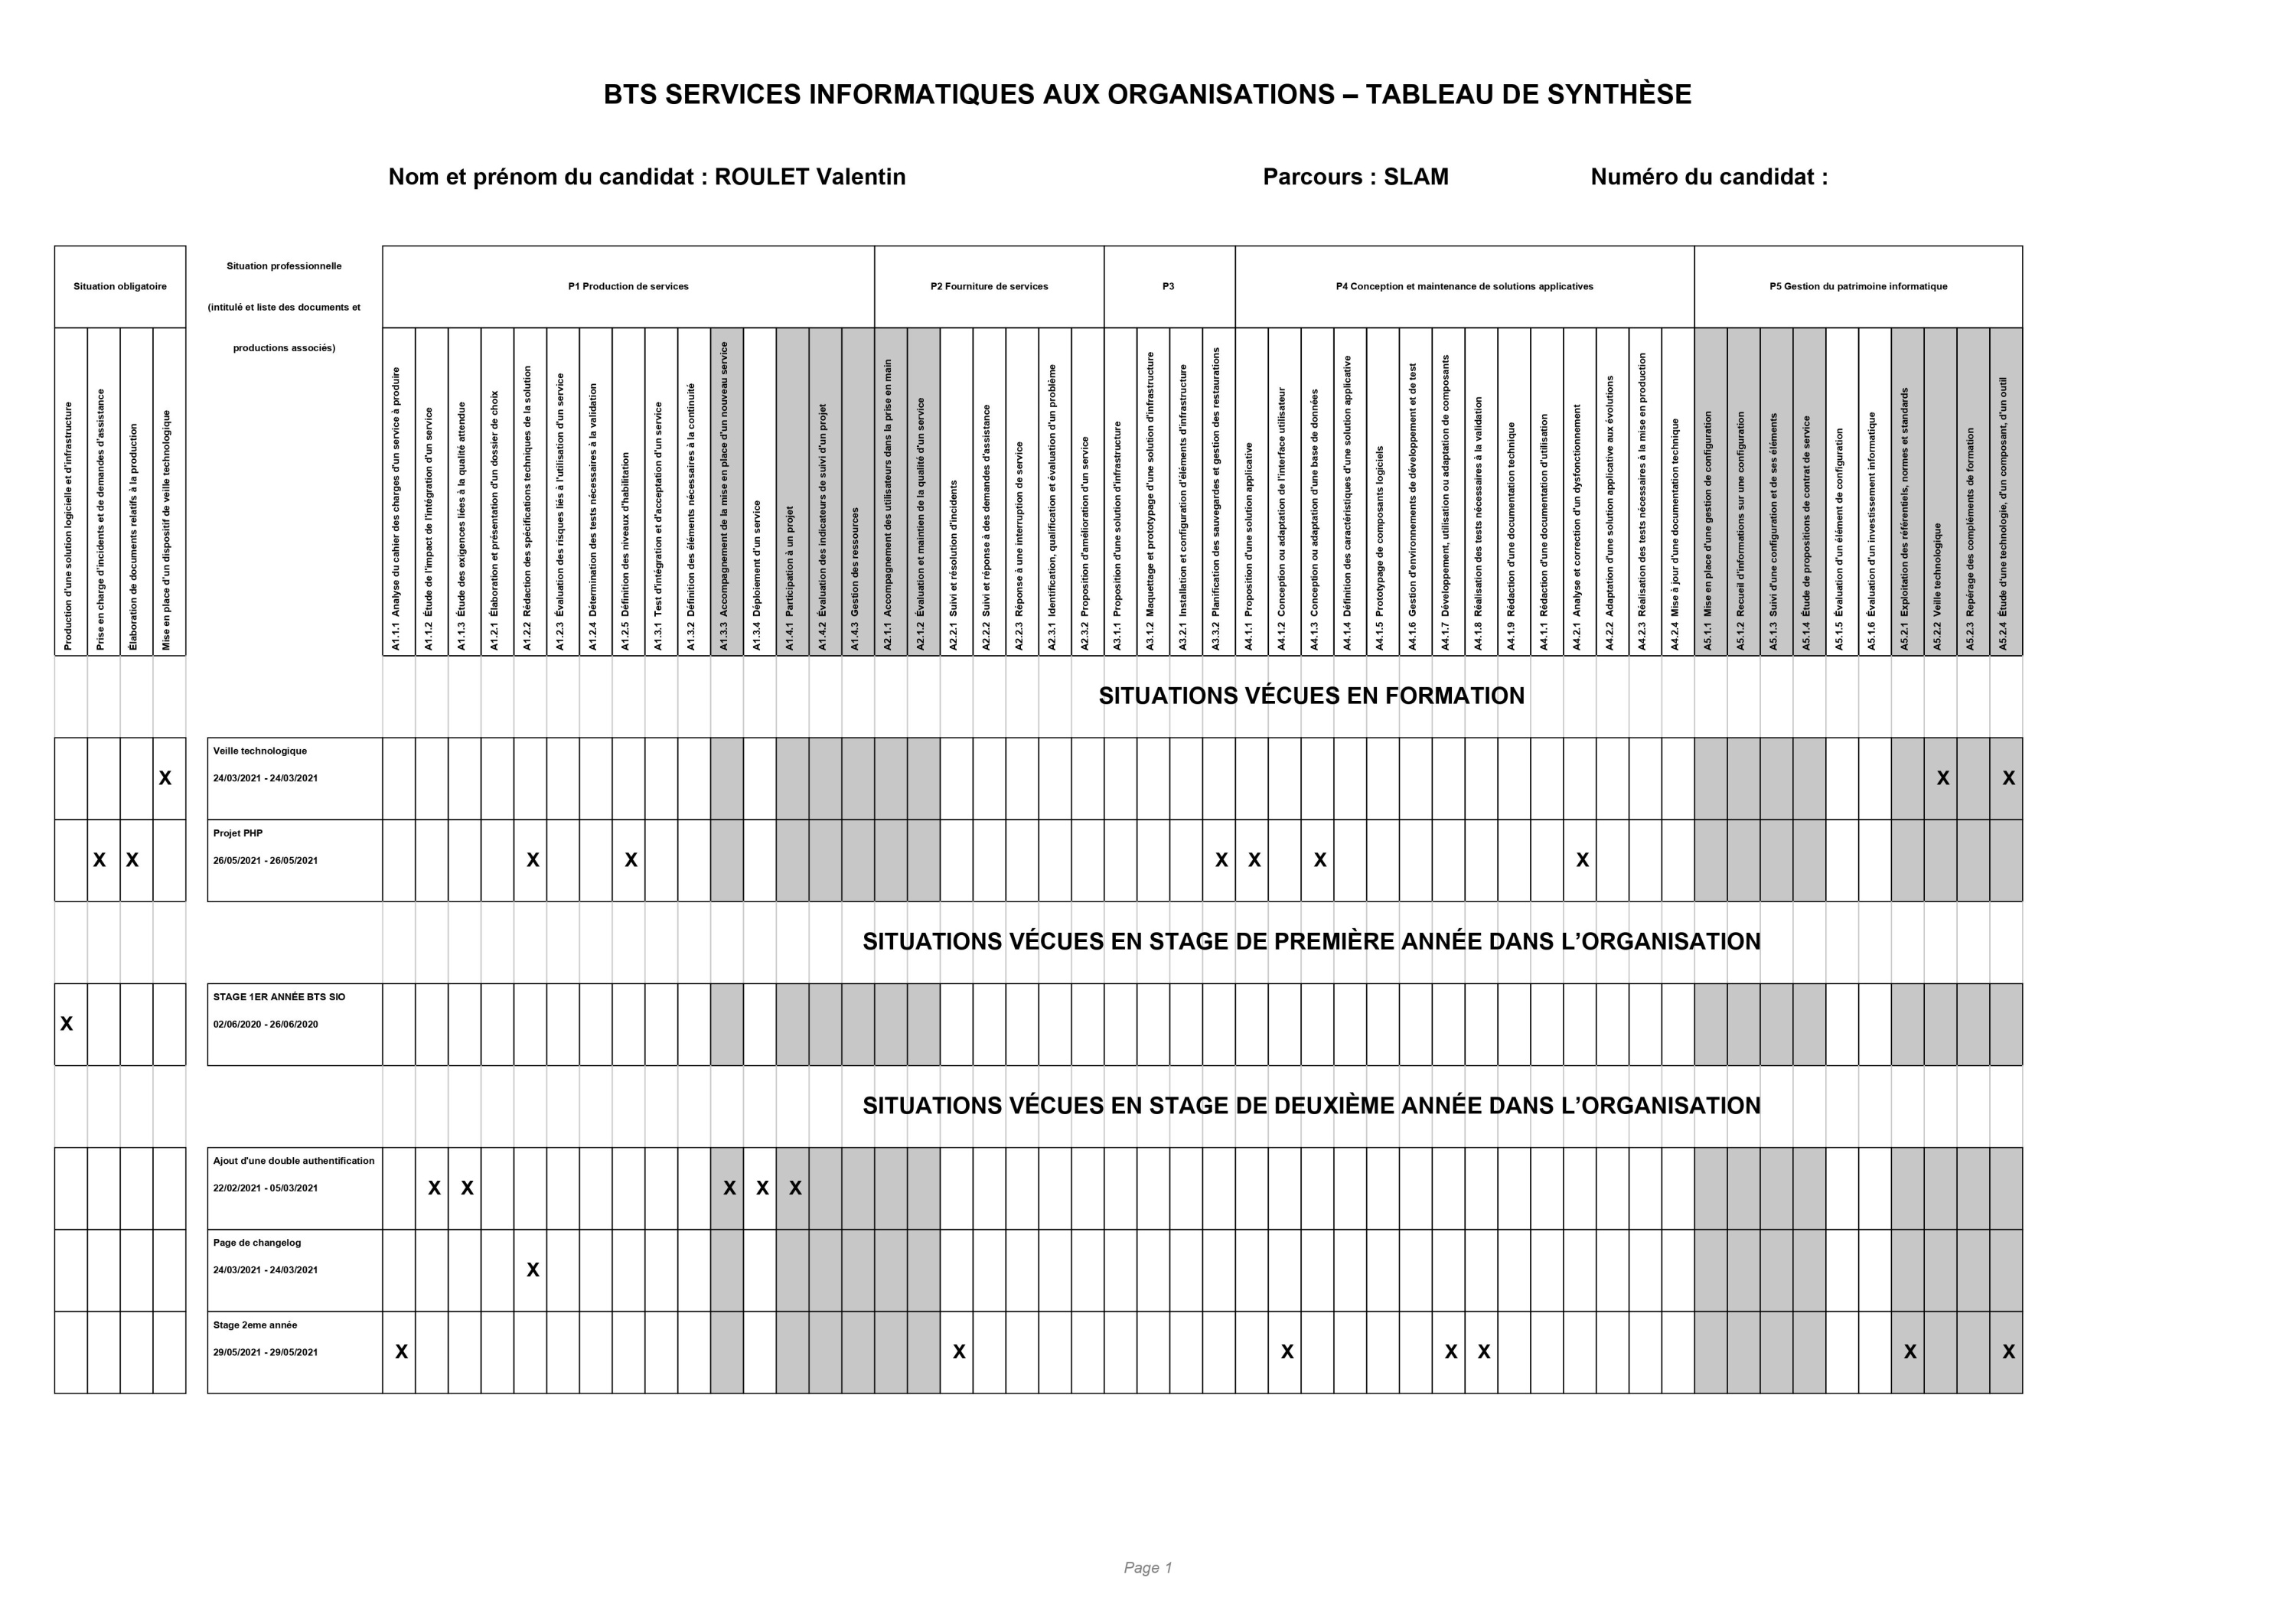 BTS SERVICES INFORMATIQUES AUX ORGANISATIONS – TABLEAU DE SYNTHÈSE
Nom et prénom du candidat : ROULET Valentin
Parcours : SLAM
Numéro du candidat :
Situation obligatoire
Situation professionnelle
(intitulé et liste des documents et
productions associés)
P1 Production de services
P2 Fourniture de services
P3
P4 Conception et maintenance de solutions applicatives
P5 Gestion du patrimoine informatique
Production d'une solution logicielle et d'infrastructure
Prise en charge d'incidents et de demandes d'assistance
Élaboration de documents relatifs à la production
Mise en place d'un dispositif de veille technologique
A1.1.1 Analyse du cahier des charges d'un service à produire
A1.1.2 Étude de l'impact de l'intégration d'un service
A1.1.3 Étude des exigences liées à la qualité attendue
A1.2.1 Élaboration et présentation d'un dossier de choix
A1.2.2 Rédaction des spécifications techniques de la solution
A1.2.3 Évaluation des risques liés à l'utilisation d'un service
A1.2.4 Détermination des tests nécessaires à la validation
A1.2.5 Définition des niveaux d'habilitation
A1.3.1 Test d'intégration et d'acceptation d'un service
A1.3.2 Définition des éléments nécessaires à la continuité
A1.3.3 Accompagnement de la mise en place d'un nouveau service
A1.3.4 Déploiement d'un service
A1.4.1 Participation à un projet
A1.4.2 Évaluation des indicateurs de suivi d'un projet
A1.4.3 Gestion des ressources
A2.1.1 Accompagnement des utilisateurs dans la prise en main
A2.1.2 Évaluation et maintien de la qualité d'un service
A2.2.1 Suivi et résolution d'incidents
A2.2.2 Suivi et réponse à des demandes d'assistance
A2.2.3 Réponse à une interruption de service
A2.3.1 Identification, qualification et évaluation d'un problème
A2.3.2 Proposition d'amélioration d'un service
A3.1.1 Proposition d'une solution d'infrastructure
A3.1.2 Maquettage et prototypage d'une solution d'infrastructure
A3.2.1 Installation et configuration d'éléments d'infrastructure
A3.3.2 Planification des sauvegardes et gestion des restaurations
A4.1.1 Proposition d'une solution applicative
A4.1.2 Conception ou adaptation de l'interface utilisateur
A4.1.3 Conception ou adaptation d'une base de données
A4.1.4 Définition des caractéristiques d'une solution applicative
A4.1.5 Prototypage de composants logiciels
A4.1.6 Gestion d'environnements de développement et de test
A4.1.7 Développement, utilisation ou adaptation de composants
A4.1.8 Réalisation des tests nécessaires à la validation
A4.1.9 Rédaction d'une documentation technique
A4.1.1 Rédaction d'une documentation d'utilisation
A4.2.1 Analyse et correction d'un dysfonctionnement
A4.2.2 Adaptation d'une solution applicative aux évolutions
A4.2.3 Réalisation des tests nécessaires à la mise en production
A4.2.4 Mise à jour d'une documentation technique
A5.1.1 Mise en place d'une gestion de configuration
A5.1.2 Recueil d'informations sur une configuration
A5.1.3 Suivi d'une configuration et de ses éléments
A5.1.4 Étude de propositions de contrat de service
A5.1.5 Évaluation d'un élément de configuration
A5.1.6 Évaluation d'un investissement informatique
A5.2.1 Exploitation des référentiels, normes et standards
A5.2.2 Veille technologique
A5.2.3 Repérage des compléments de formation
A5.2.4 Étude d'une technologie, d'un composant, d'un outil
SITUATIONS VÉCUES EN FORMATION
Veille technologique
X 24/03/2021 - 24/03/2021 X X
Projet PHP
X X 26/05/2021 - 26/05/2021 X X X X X X
SITUATIONS VÉCUES EN STAGE DE PREMIÈRE ANNÉE DANS L'ORGANISATION
STAGE 1ER ANNÉE BTS SIO
X 02/06/2020 - 26/06/2020
SITUATIONS VÉCUES EN STAGE DE DEUXIÈME ANNÉE DANS L'ORGANISATION
Ajout d'une double authentification
22/02/2021 - 05/03/2021 X X X X X
Page de changelog
24/03/2021 - 24/03/2021 X
Stage 2eme année
29/05/2021 - 29/05/2021 X X X X X X X
Page 1